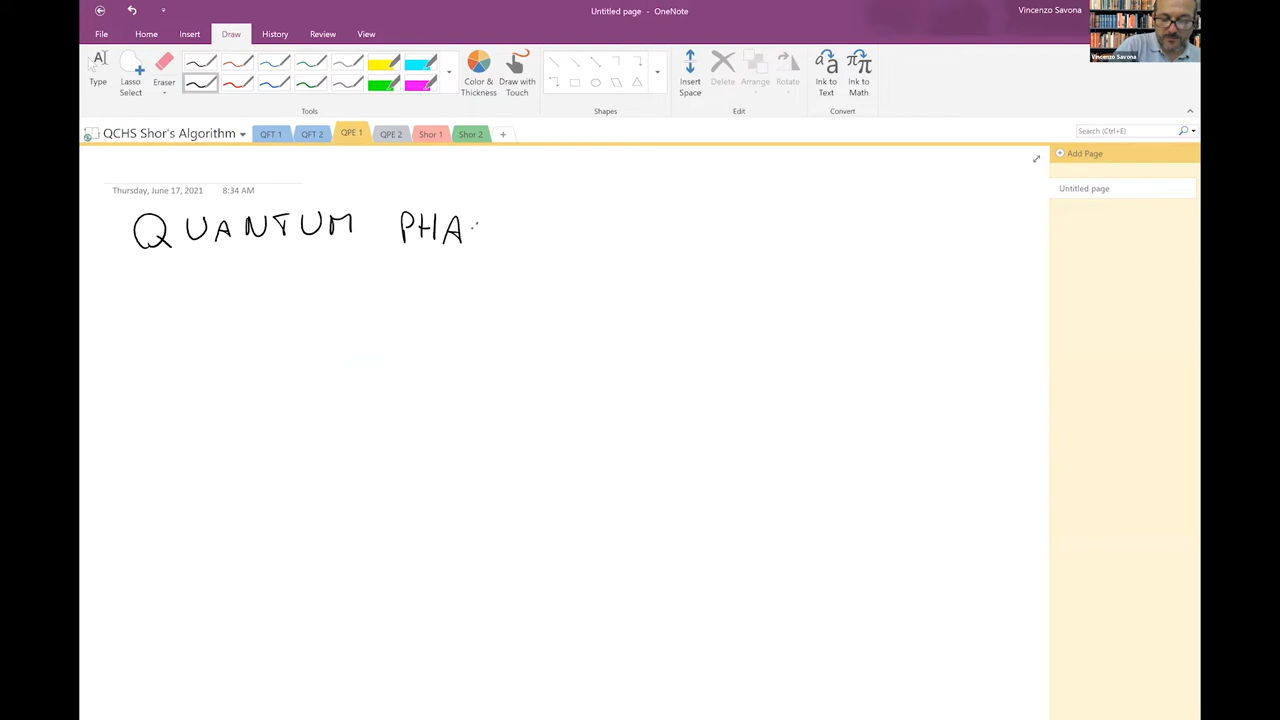 Untitled page - OneNote
Vincenzo Savona
File Home Insert Draw History Review View
Vincenzo Savona
Type
Lasso Select
Eraser
Color & Thickness
Draw with Touch
Insert Space
Delete
Arrange
Rotate
Ink to Text
Ink to Math
Tools
Shapes
Edit
Convert
QCHS Shor's Algorithm
QFT 1
QFT 2
QPE 1
QPE 2
Shor 1
Shor 2
Search (Ctrl+E)
Add Page
Untitled page
Thursday, June 17, 2021 8:34 AM
QUANTUM PHA